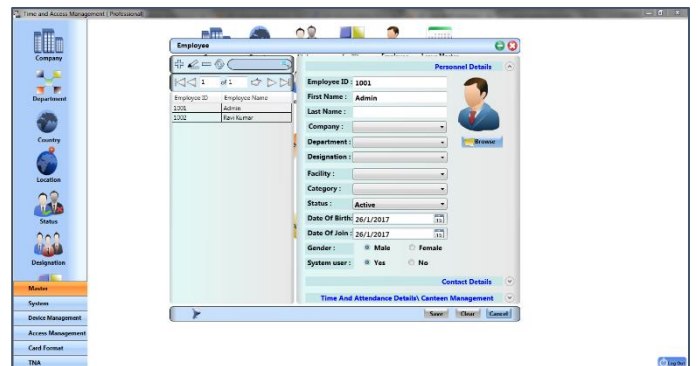 Time and Access Management [ Professional]
Company
Department
Country
Location
Status
Designation
Master
System
Device Management
Access Management
Card Format
TNA
Employee
1 of 1
Employee ID Employee Name
1001 Admin
1002 Ravi Kumar
Personnel Details
Employee ID : 1001
First Name : Admin
Last Name :
Company :
Department :
Designation :
Browse
Facility :
Category :
Status : Active
Date Of Birth: 26/1/2017
Date Of Join : 26/1/2017
Gender : Male Female
System user : Yes No
Contact Details
Time And Attendance Details\ Canteen Management
Save Clear Cancel
Log Out